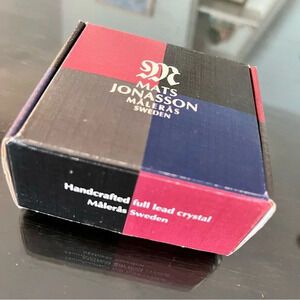 M
MATS
JONASSON
MÅLERÅS
SWEDEN
Handcrafted full lead crystal
Målerås Sweden